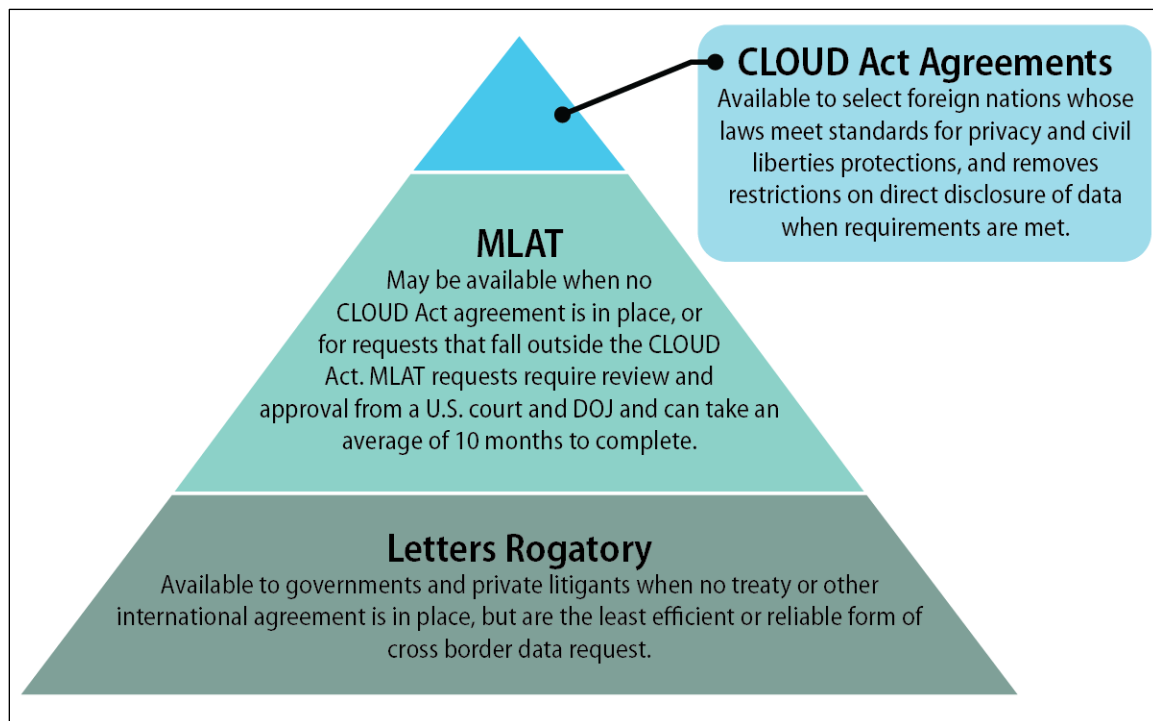 CLOUD Act Agreements
Available to select foreign nations whose
laws meet standards for privacy and civil
liberties protections, and removes
restrictions on direct disclosure of data
when requirements are met.
MLAT
May be available when no
CLOUD Act agreement is in place, or
for requests that fall outside the CLOUD
Act. MLAT requests require review and
approval from a U.S. court and DOJ and can take an
average of 10 months to complete.
Letters Rogatory
Available to governments and private litigants when no treaty or other
international agreement is in place, but are the least efficient or reliable form of
cross border data request.